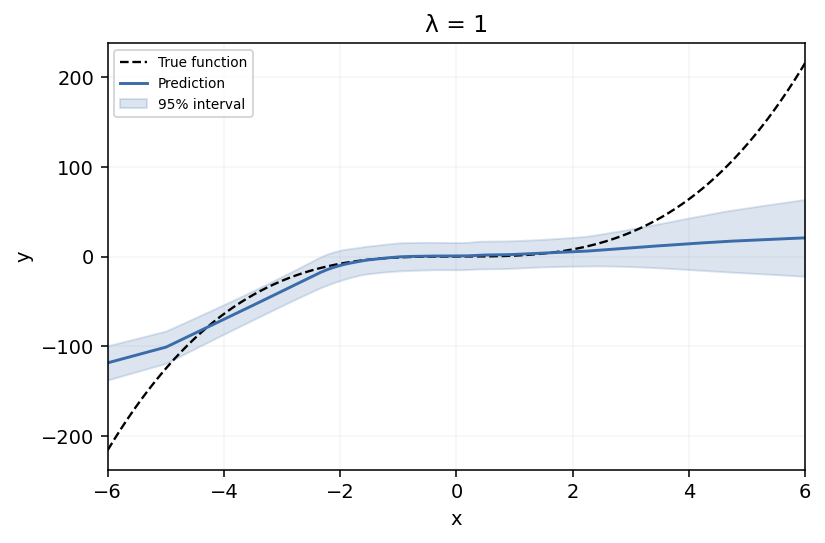 λ = 1
True function
Prediction
95% interval
200
100
0
−100
−200
y
−6
−4
−2
0
2
4
6
x